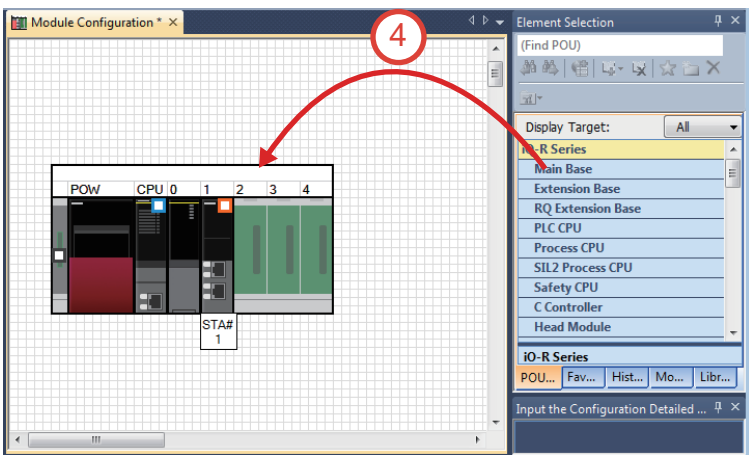 Module Configuration * ×
4
Element Selection
(Find POU)
Display Target:
All
iQ-R Series
Main Base
Extension Base
RQ Extension Base
PLC CPU
Process CPU
SIL2 Process CPU
Safety CPU
C Controller
Head Module
iQ-R Series
POU...
Fav...
Hist...
Mo...
Libr...
Input the Configuration Detailed ...
POW CPU 0 1 2 3 4
STA#
1